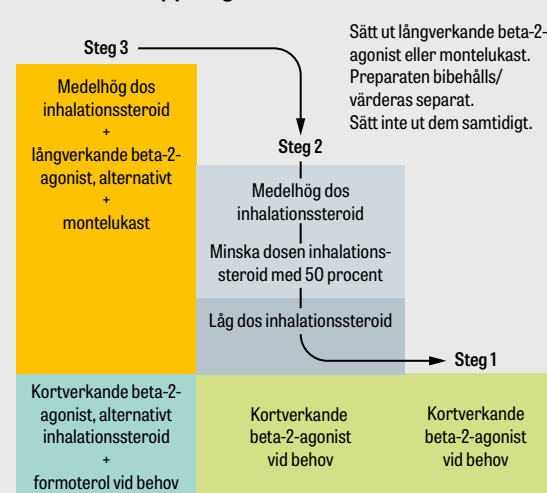 Sätt ut långverkande beta-2-
agonist eller montelukast.
Preparaten bibehålls/
värderas separat.
Sätt inte ut dem samtidigt.
Steg 3
Medelhög dos
inhalationssteroid
+
långverkande beta-2-
agonist, alternativt
+
montelukast
Steg 2
Medelhög dos
inhalationssteroid
Minska dosen inhalations-
steroid med 50 procent
Låg dos inhalationssteroid
Steg 1
Kortverkande beta-2-
agonist, alternativt
inhalationssteroid
+
formoterol vid behov
Kortverkande
beta-2-agonist
vid behov
Kortverkande
beta-2-agonist
vid behov